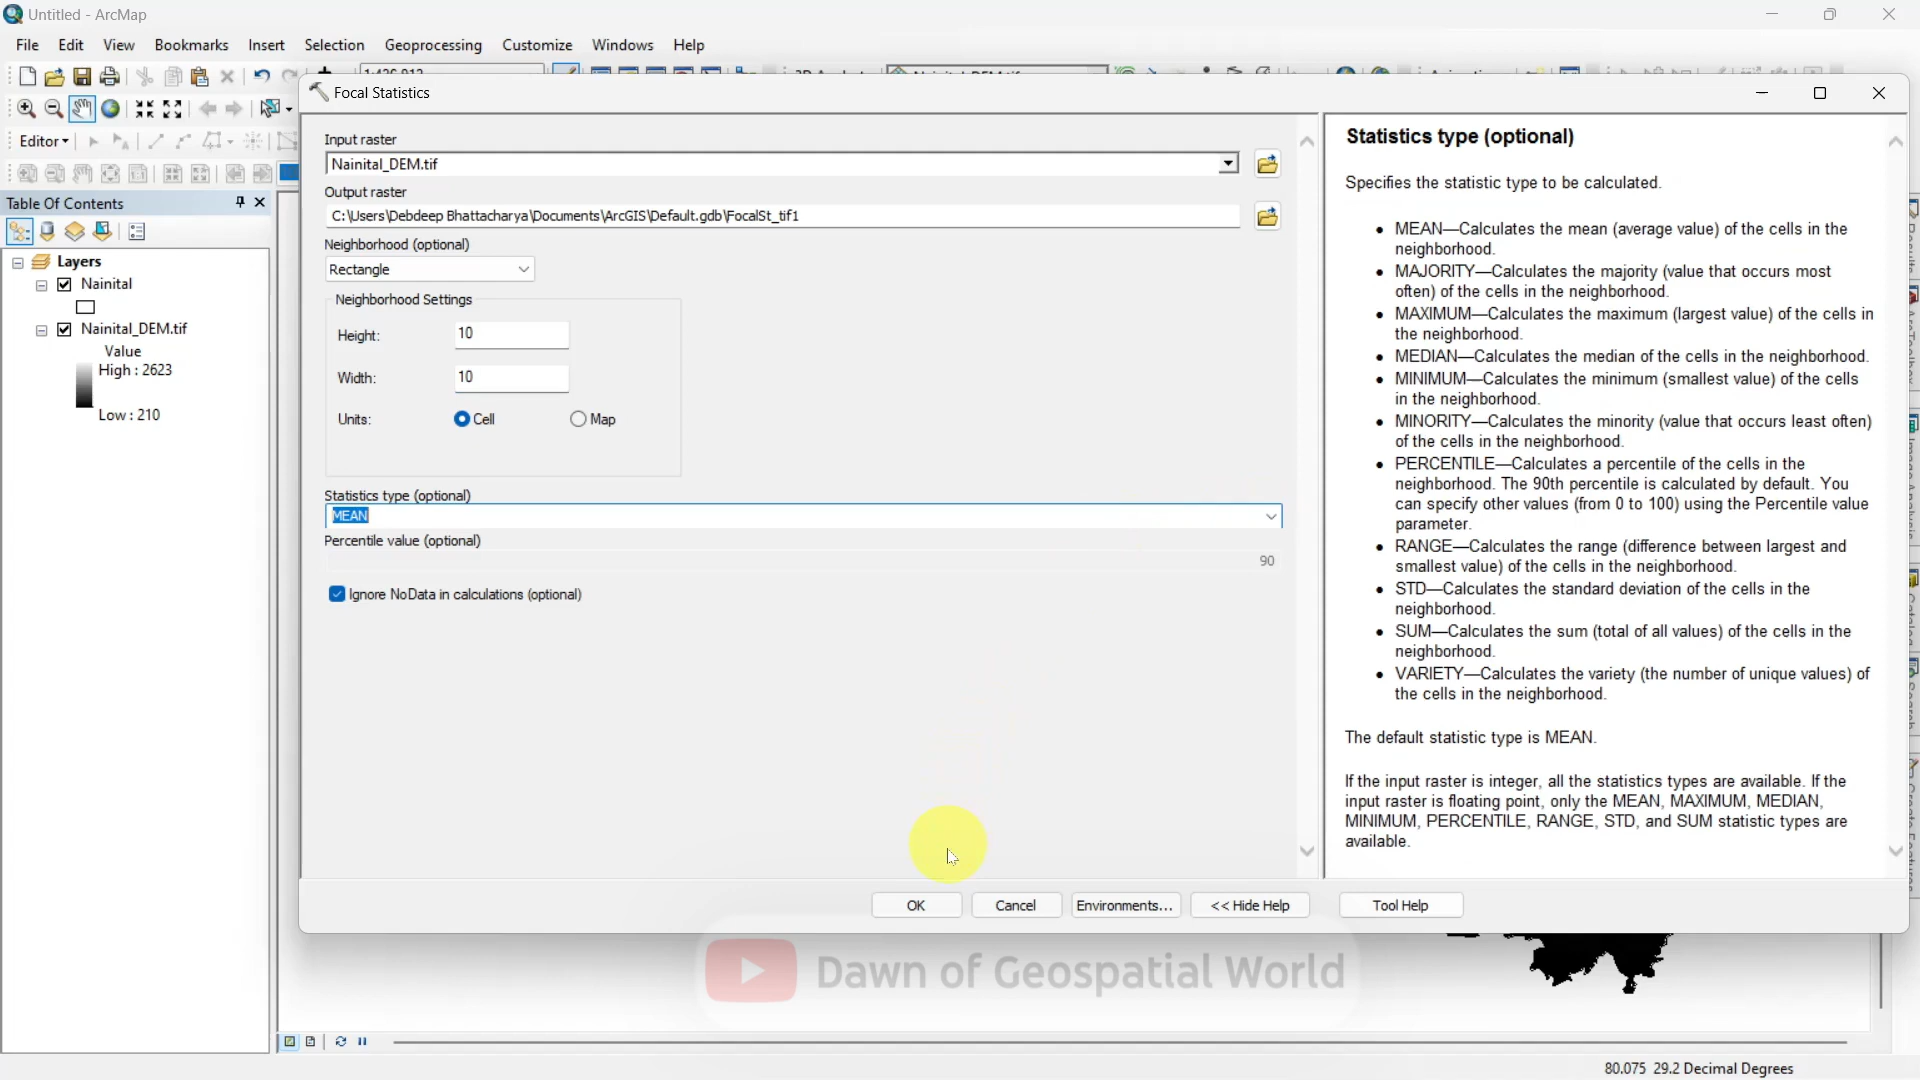 Untitled - ArcMap
File Edit View Bookmarks Insert Selection Geoprocessing Customize Windows Help
Focal Statistics
Editor
Table Of Contents
Layers
Nainital
Nainital_DEM.tif
Value
High : 2623
Low : 210
Input raster
Nainital_DEM.tif
Output raster
C:\Users\Debdeep Bhattacharya\Documents\ArcGIS\Default.gdb\FocalSt_tif1
Neighborhood (optional)
Rectangle
Neighborhood Settings
Height: 10
Width: 10
Units: Cell Map
Statistics type (optional)
MEAN
Percentile value (optional)
90
Ignore NoData in calculations (optional)
OK Cancel Environments... << Hide Help Tool Help
Statistics type (optional)
Specifies the statistic type to be calculated.
• MEAN—Calculates the mean (average value) of the cells in the
neighborhood.
• MAJORITY—Calculates the majority (value that occurs most
often) of the cells in the neighborhood.
• MAXIMUM—Calculates the maximum (largest value) of the cells in
the neighborhood.
• MEDIAN—Calculates the median of the cells in the neighborhood.
• MINIMUM—Calculates the minimum (smallest value) of the cells
in the neighborhood.
• MINORITY—Calculates the minority (value that occurs least often)
of the cells in the neighborhood.
• PERCENTILE—Calculates a percentile of the cells in the
neighborhood. The 90th percentile is calculated by default. You
can specify other values (from 0 to 100) using the Percentile value
parameter.
• RANGE—Calculates the range (difference between largest and
smallest value) of the cells in the neighborhood.
• STD—Calculates the standard deviation of the cells in the
neighborhood.
• SUM—Calculates the sum (total of all values) of the cells in the
neighborhood.
• VARIETY—Calculates the variety (the number of unique values) of
the cells in the neighborhood.
The default statistic type is MEAN.
If the input raster is integer, all the statistics types are available. If the
input raster is floating point, only the MEAN, MAXIMUM, MEDIAN,
MINIMUM, PERCENTILE, RANGE, STD, and SUM statistic types are
available.
Dawn of Geospatial World
80.075 29.2 Decimal Degrees